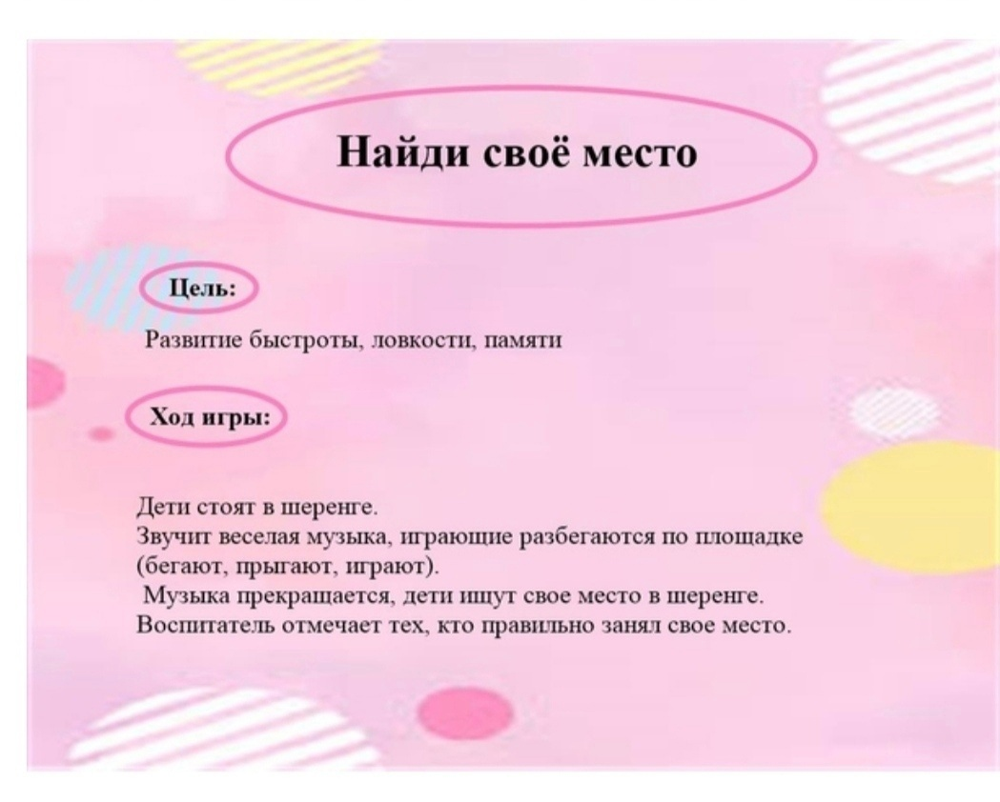 Найди своё место
Цель:
Развитие быстроты, ловкости, памяти
Ход игры:
Дети стоят в шеренге.
Звучит веселая музыка, играющие разбегаются по площадке
(бегают, прыгают, играют).
Музыка прекращается, дети ищут свое место в шеренге.
Воспитатель отмечает тех, кто правильно занял свое место.